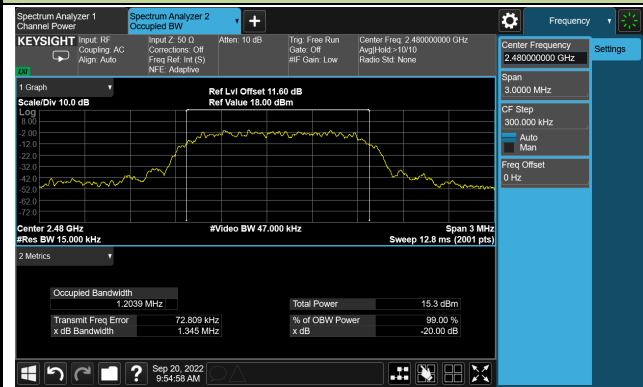 Spectrum Analyzer 1
Channel Power
Spectrum Analyzer 2
Occupied BW
Frequency
KEYSIGHT
Input: RF
Coupling: AC
Align: Auto
Input Z: 50 Ω
Corrections: Off
Freq Ref: Int (S)
NFE: Adaptive
Atten: 10 dB
Trig: Free Run
Gate: Off
#IF Gain: Low
Center Freq: 2.480000000 GHz
Avg|Hold:>10/10
Radio Std: None
LXI
Center Frequency
2.480000000 GHz
Settings
Span
3.0000 MHz
CF Step
300.000 kHz
Auto
Man
Freq Offset
0 Hz
1 Graph
Scale/Div 10.0 dB
Ref Lvl Offset 11.60 dB
Ref Value 18.00 dBm
Log
8.00
-2.00
-12.0
-22.0
-32.0
-42.0
-52.0
-62.0
-72.0
Center 2.48 GHz
#Res BW 15.000 kHz
#Video BW 47.000 kHz
Span 3 MHz
Sweep 12.8 ms (2001 pts)
2 Metrics
Occupied Bandwidth
1.2039 MHz
Total Power 15.3 dBm
Transmit Freq Error 72.809 kHz
% of OBW Power 99.00 %
x dB Bandwidth 1.345 MHz
x dB -20.00 dB
?
Sep 20, 2022
9:54:58 AM